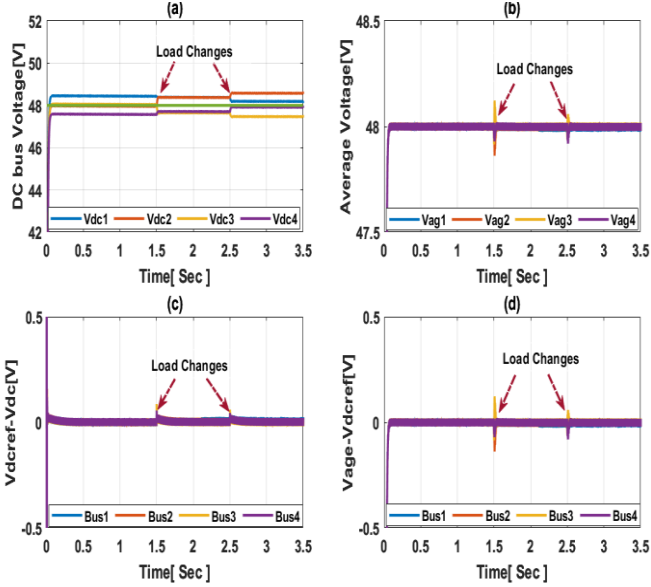 (a)
DC bus Voltage[V]
52
50
48
46
44
42
Load Changes
Vdc1 Vdc2 Vdc3 Vdc4
0 0.5 1 1.5 2 2.5 3 3.5
Time[ Sec ]
(b)
Average Voltage[V]
48.5
48
47.5
Load Changes
Vag1 Vag2 Vag3 Vag4
0 0.5 1 1.5 2 2.5 3 3.5
Time[ Sec ]
(c)
Vdcref-Vdc[V]
0.5
0
-0.5
Load Changes
Bus1 Bus2 Bus3 Bus4
0 0.5 1 1.5 2 2.5 3 3.5
Time[ Sec ]
(d)
Vage-Vdcref[V]
0.5
0
-0.5
Load Changes
Bus1 Bus2 Bus3 Bus4
0 0.5 1 1.5 2 2.5 3 3.5
Time[ Sec ]